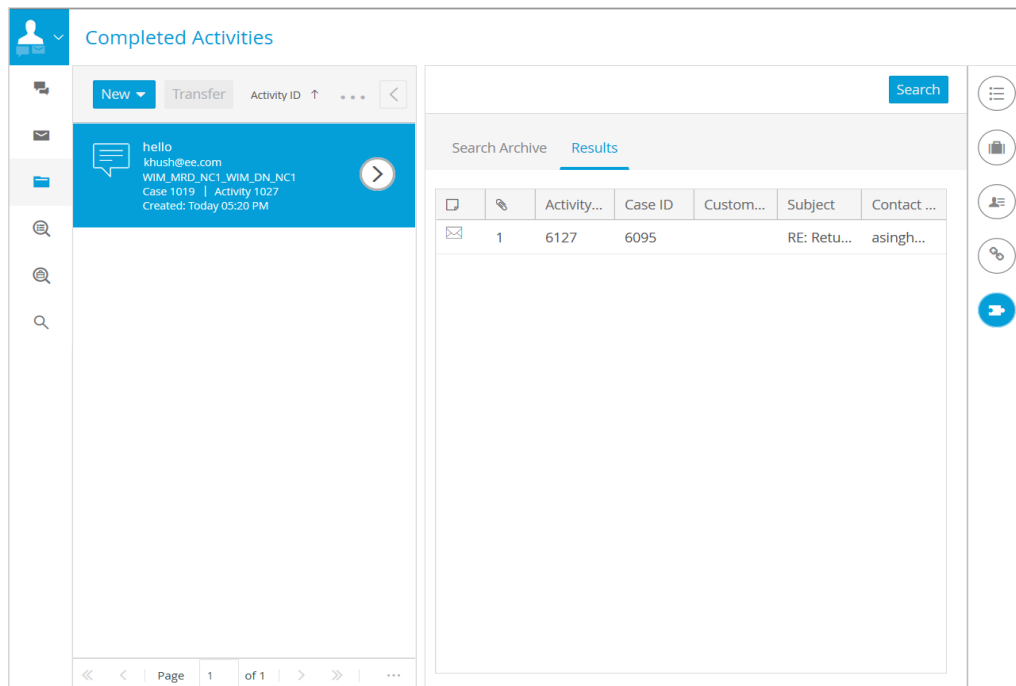 Completed Activities
New Transfer Activity ID ↑ ...
hello
khush@ee.com
WIM_MRD_NC1_WIM_DN_NC1
Case 1019 | Activity 1027
Created: Today 05:20 PM
Page 1 of 1 ...
Search
Search Archive Results
Activity... Case ID Custom... Subject Contact ...
1 6127 6095 RE: Retu... asingh...